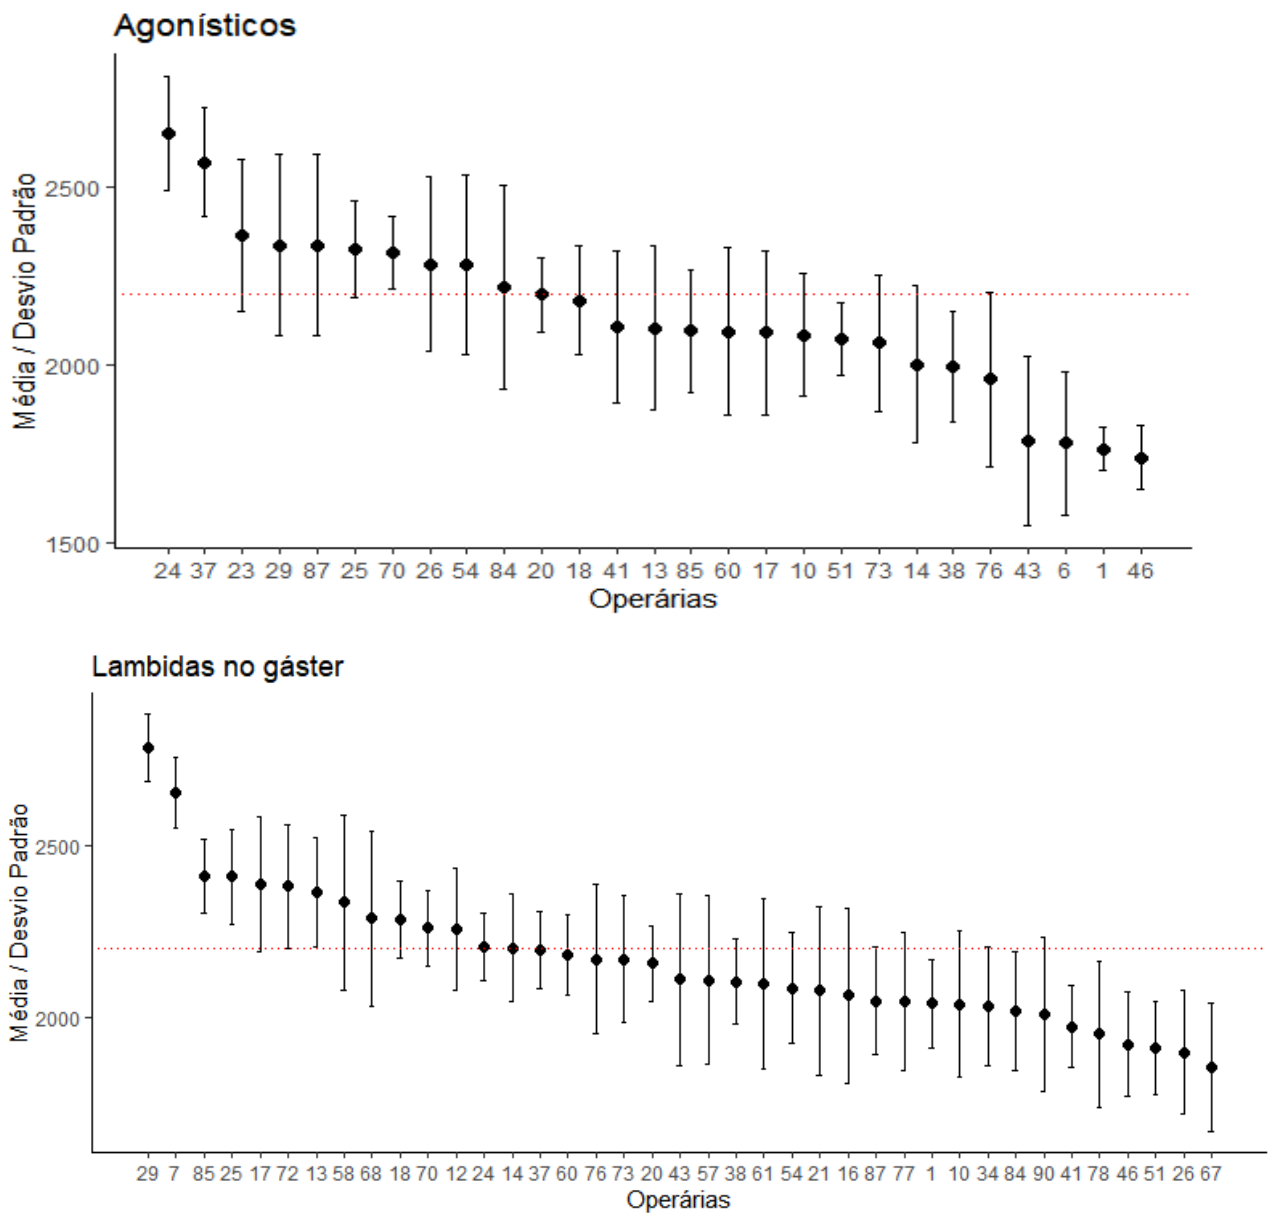 Agonísticos
Média / Desvio Padrão
2500
2000
1500
24 37 23 29 87 25 70 26 54 84 20 18 41 13 85 60 17 10 51 73 14 38 76 43 6 1 46
Operárias
Lambidas no gáster
Média / Desvio Padrão
2500
2000
29 7 85 25 17 72 13 58 68 18 70 12 24 14 37 60 76 73 20 43 57 38 61 54 21 16 87 77 1 10 34 84 90 41 78 46 51 26 67
Operárias